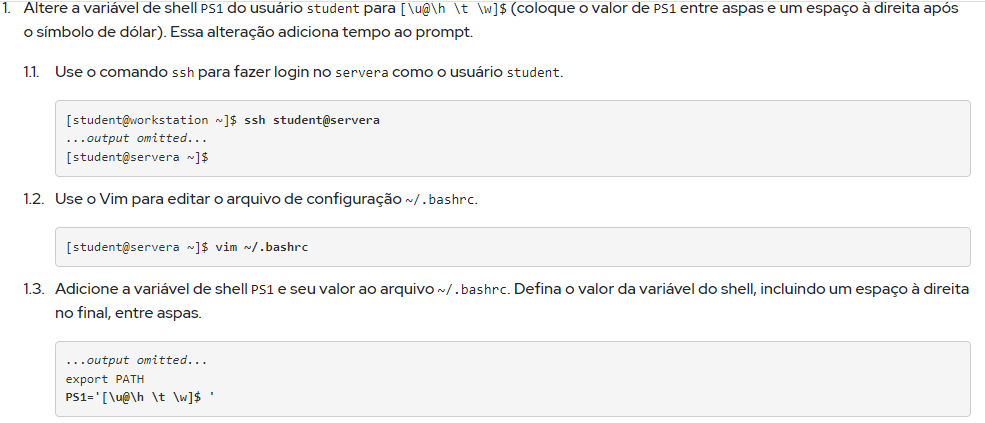 1. Altere a variável de shell PS1 do usuário student para [\u@\h \t \w]$ (coloque o valor de PS1 entre aspas e um espaço à direita após
o símbolo de dólar). Essa alteração adiciona tempo ao prompt.
1.1. Use o comando ssh para fazer login no servera como o usuário student.
[student@workstation ~]$ ssh student@servera
...output omitted...
[student@servera ~]$
1.2. Use o Vim para editar o arquivo de configuração ~/.bashrc.
[student@servera ~]$ vim ~/.bashrc
1.3. Adicione a variável de shell PS1 e seu valor ao arquivo ~/.bashrc. Defina o valor da variável do shell, incluindo um espaço à direita
no final, entre aspas.
...output omitted...
export PATH
PS1='[\u@\h \t \w]$ '